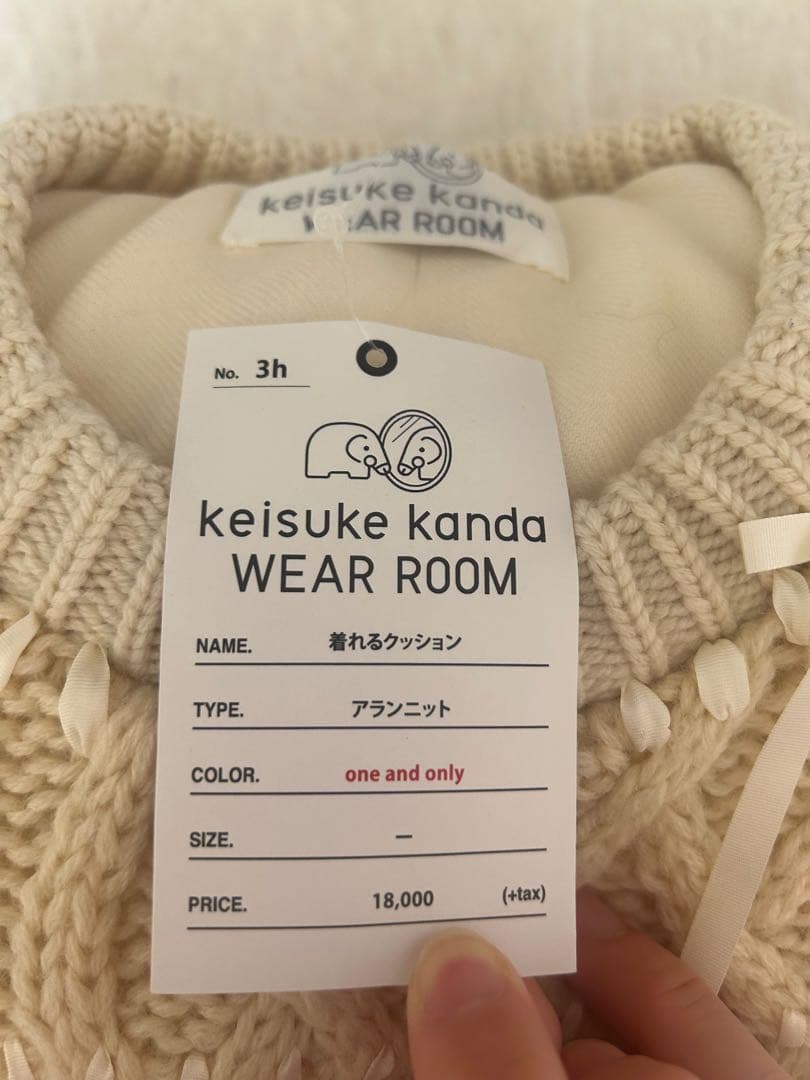 keisuke kanda
WEAR ROOM
No. 3h
keisuke kanda
WEAR ROOM
NAME. 着れるクッション
TYPE. アランニット
COLOR. one and only
SIZE. ー
PRICE. 18,000 (+tax)